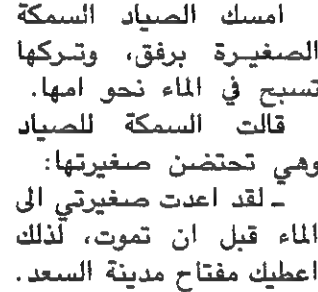 امسك الصياد السمكة
الصغيرة برفق، وتركها
تسبح في الماء نحو امها.
قالت السمكة للصياد
وهي تحتضن صغيرتها:
ـ لقد اعدت صغيرتي الى
الماء قبل ان تموت، لذلك
اعطيك مفتاح مدينة السعد.